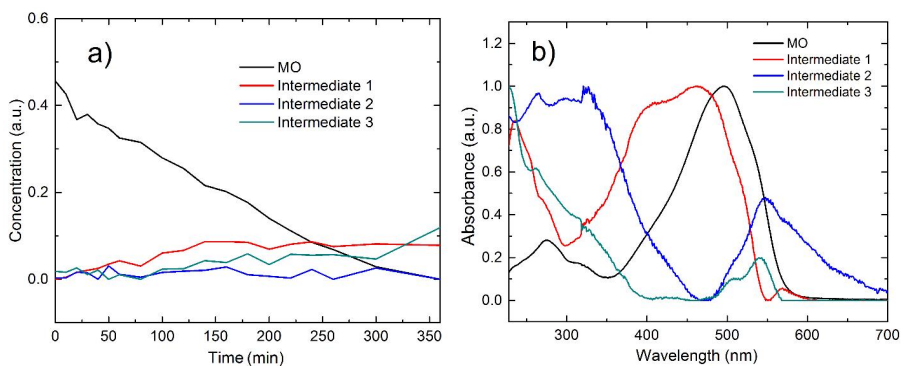 a)
MO
Intermediate 1
Intermediate 2
Intermediate 3
Concentration (a.u.)
0.6
0.4
0.2
0.0
0 50 100 150 200 250 300 350
Time (min)
b)
MO
Intermediate 1
Intermediate 2
Intermediate 3
Absorbance (a.u.)
1.2
1.0
0.8
0.6
0.4
0.2
0.0
300 400 500 600 700
Wavelength (nm)